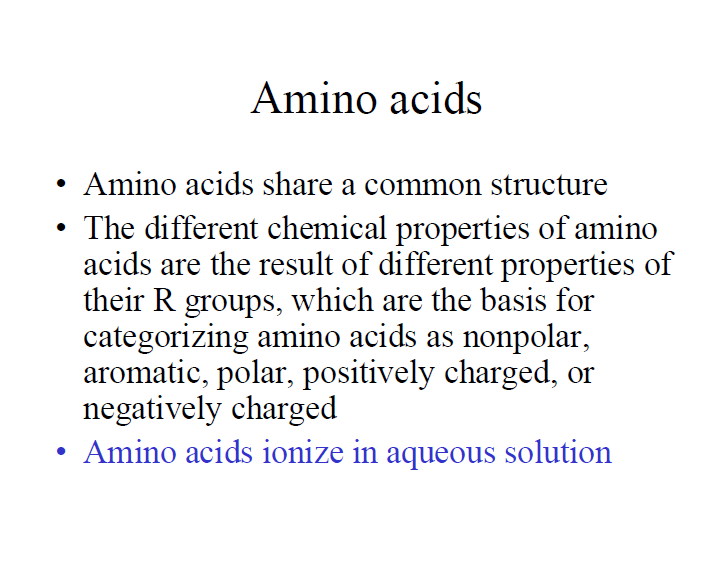 Amino acids
• Amino acids share a common structure
• The different chemical properties of amino
acids are the result of different properties of
their R groups, which are the basis for
categorizing amino acids as nonpolar,
aromatic, polar, positively charged, or
negatively charged
• Amino acids ionize in aqueous solution